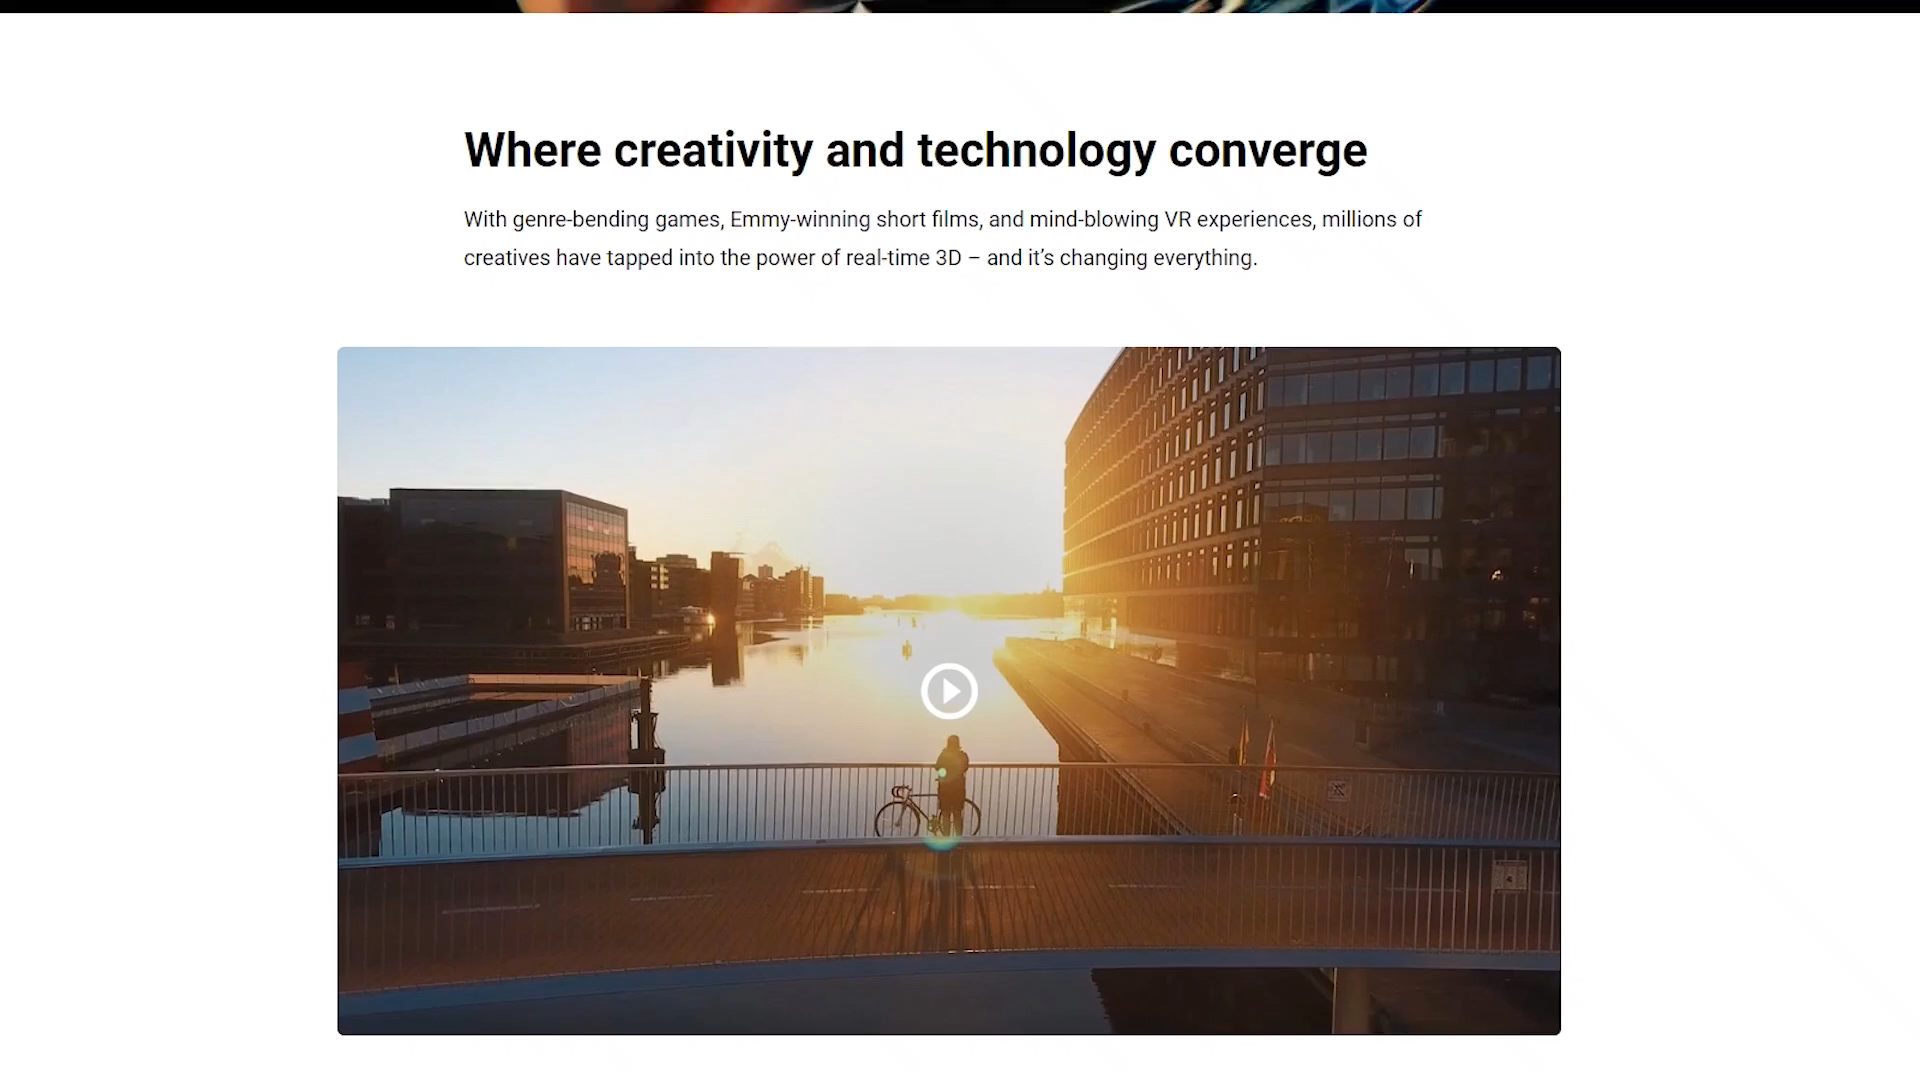 Where creativity and technology converge
With genre-bending games, Emmy-winning short films, and mind-blowing VR experiences, millions of
creatives have tapped into the power of real-time 3D – and it’s changing everything.